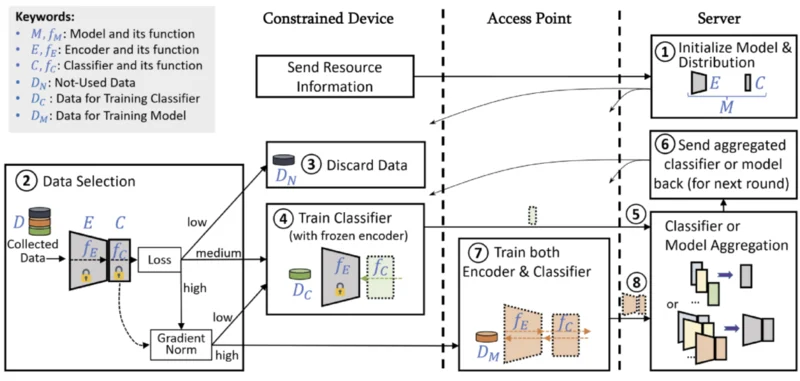 Keywords:
• M, f_M: Model and its function
• E, f_E: Encoder and its function
• C, f_C: Classifier and its function
• D_N: Not-Used Data
• D_C: Data for Training Classifier
• D_M: Data for Training Model
Constrained Device
Access Point
Server
Send Resource
Information
① Initialize Model &
Distribution
E
C
M
② Data Selection
D
E
C
Collected
Data
f_E
f_C
Loss
low
medium
high
Gradient
Norm
low
high
③ Discard Data
D_N
④ Train Classifier
(with frozen encoder)
D_C
f_E
f_C
⑤
Classifier or
Model Aggregation
...
or
...
⑥ Send aggregated
classifier or model
back (for next round)
⑦ Train both
Encoder & Classifier
D_M
f_E
f_C
⑧